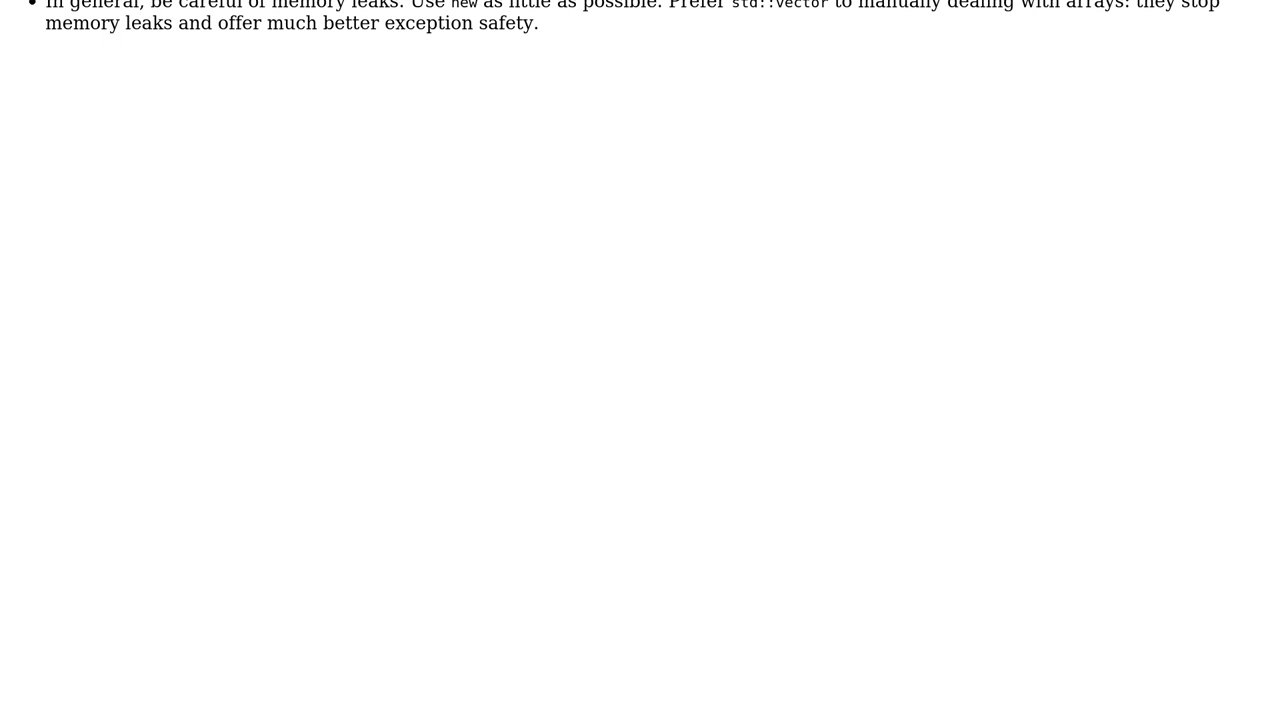 • In general, be careful of memory leaks. Use new as little as possible. Prefer std::vector to manually dealing with arrays: they stop
memory leaks and offer much better exception safety.